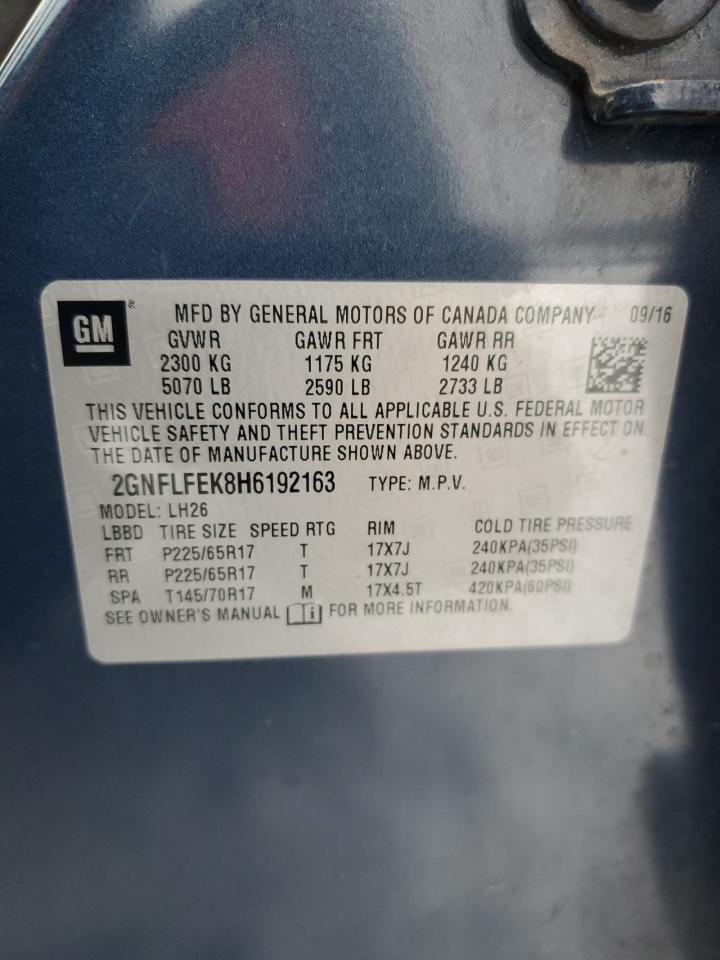 GM ® MFD BY GENERAL MOTORS OF CANADA COMPANY 09/16
GVWR GAWR FRT GAWR RR
2300 KG 1175 KG 1240 KG
5070 LB 2590 LB 2733 LB
THIS VEHICLE CONFORMS TO ALL APPLICABLE U.S. FEDERAL MOTOR
VEHICLE SAFETY AND THEFT PREVENTION STANDARDS IN EFFECT ON
THE DATE OF MANUFACTURE SHOWN ABOVE.
2GNFLFEK8H6192163 TYPE: M.P.V.
MODEL: LH26
LBBD TIRE SIZE SPEED RTG RIM COLD TIRE PRESSURE
FRT P225/65R17 T 17X7J 240KPA(35PSI)
RR P225/65R17 T 17X7J 240KPA(35PSI)
SPA T145/70R17 M 17X4.5T 420KPA(60PSI)
SEE OWNER'S MANUAL FOR MORE INFORMATION.